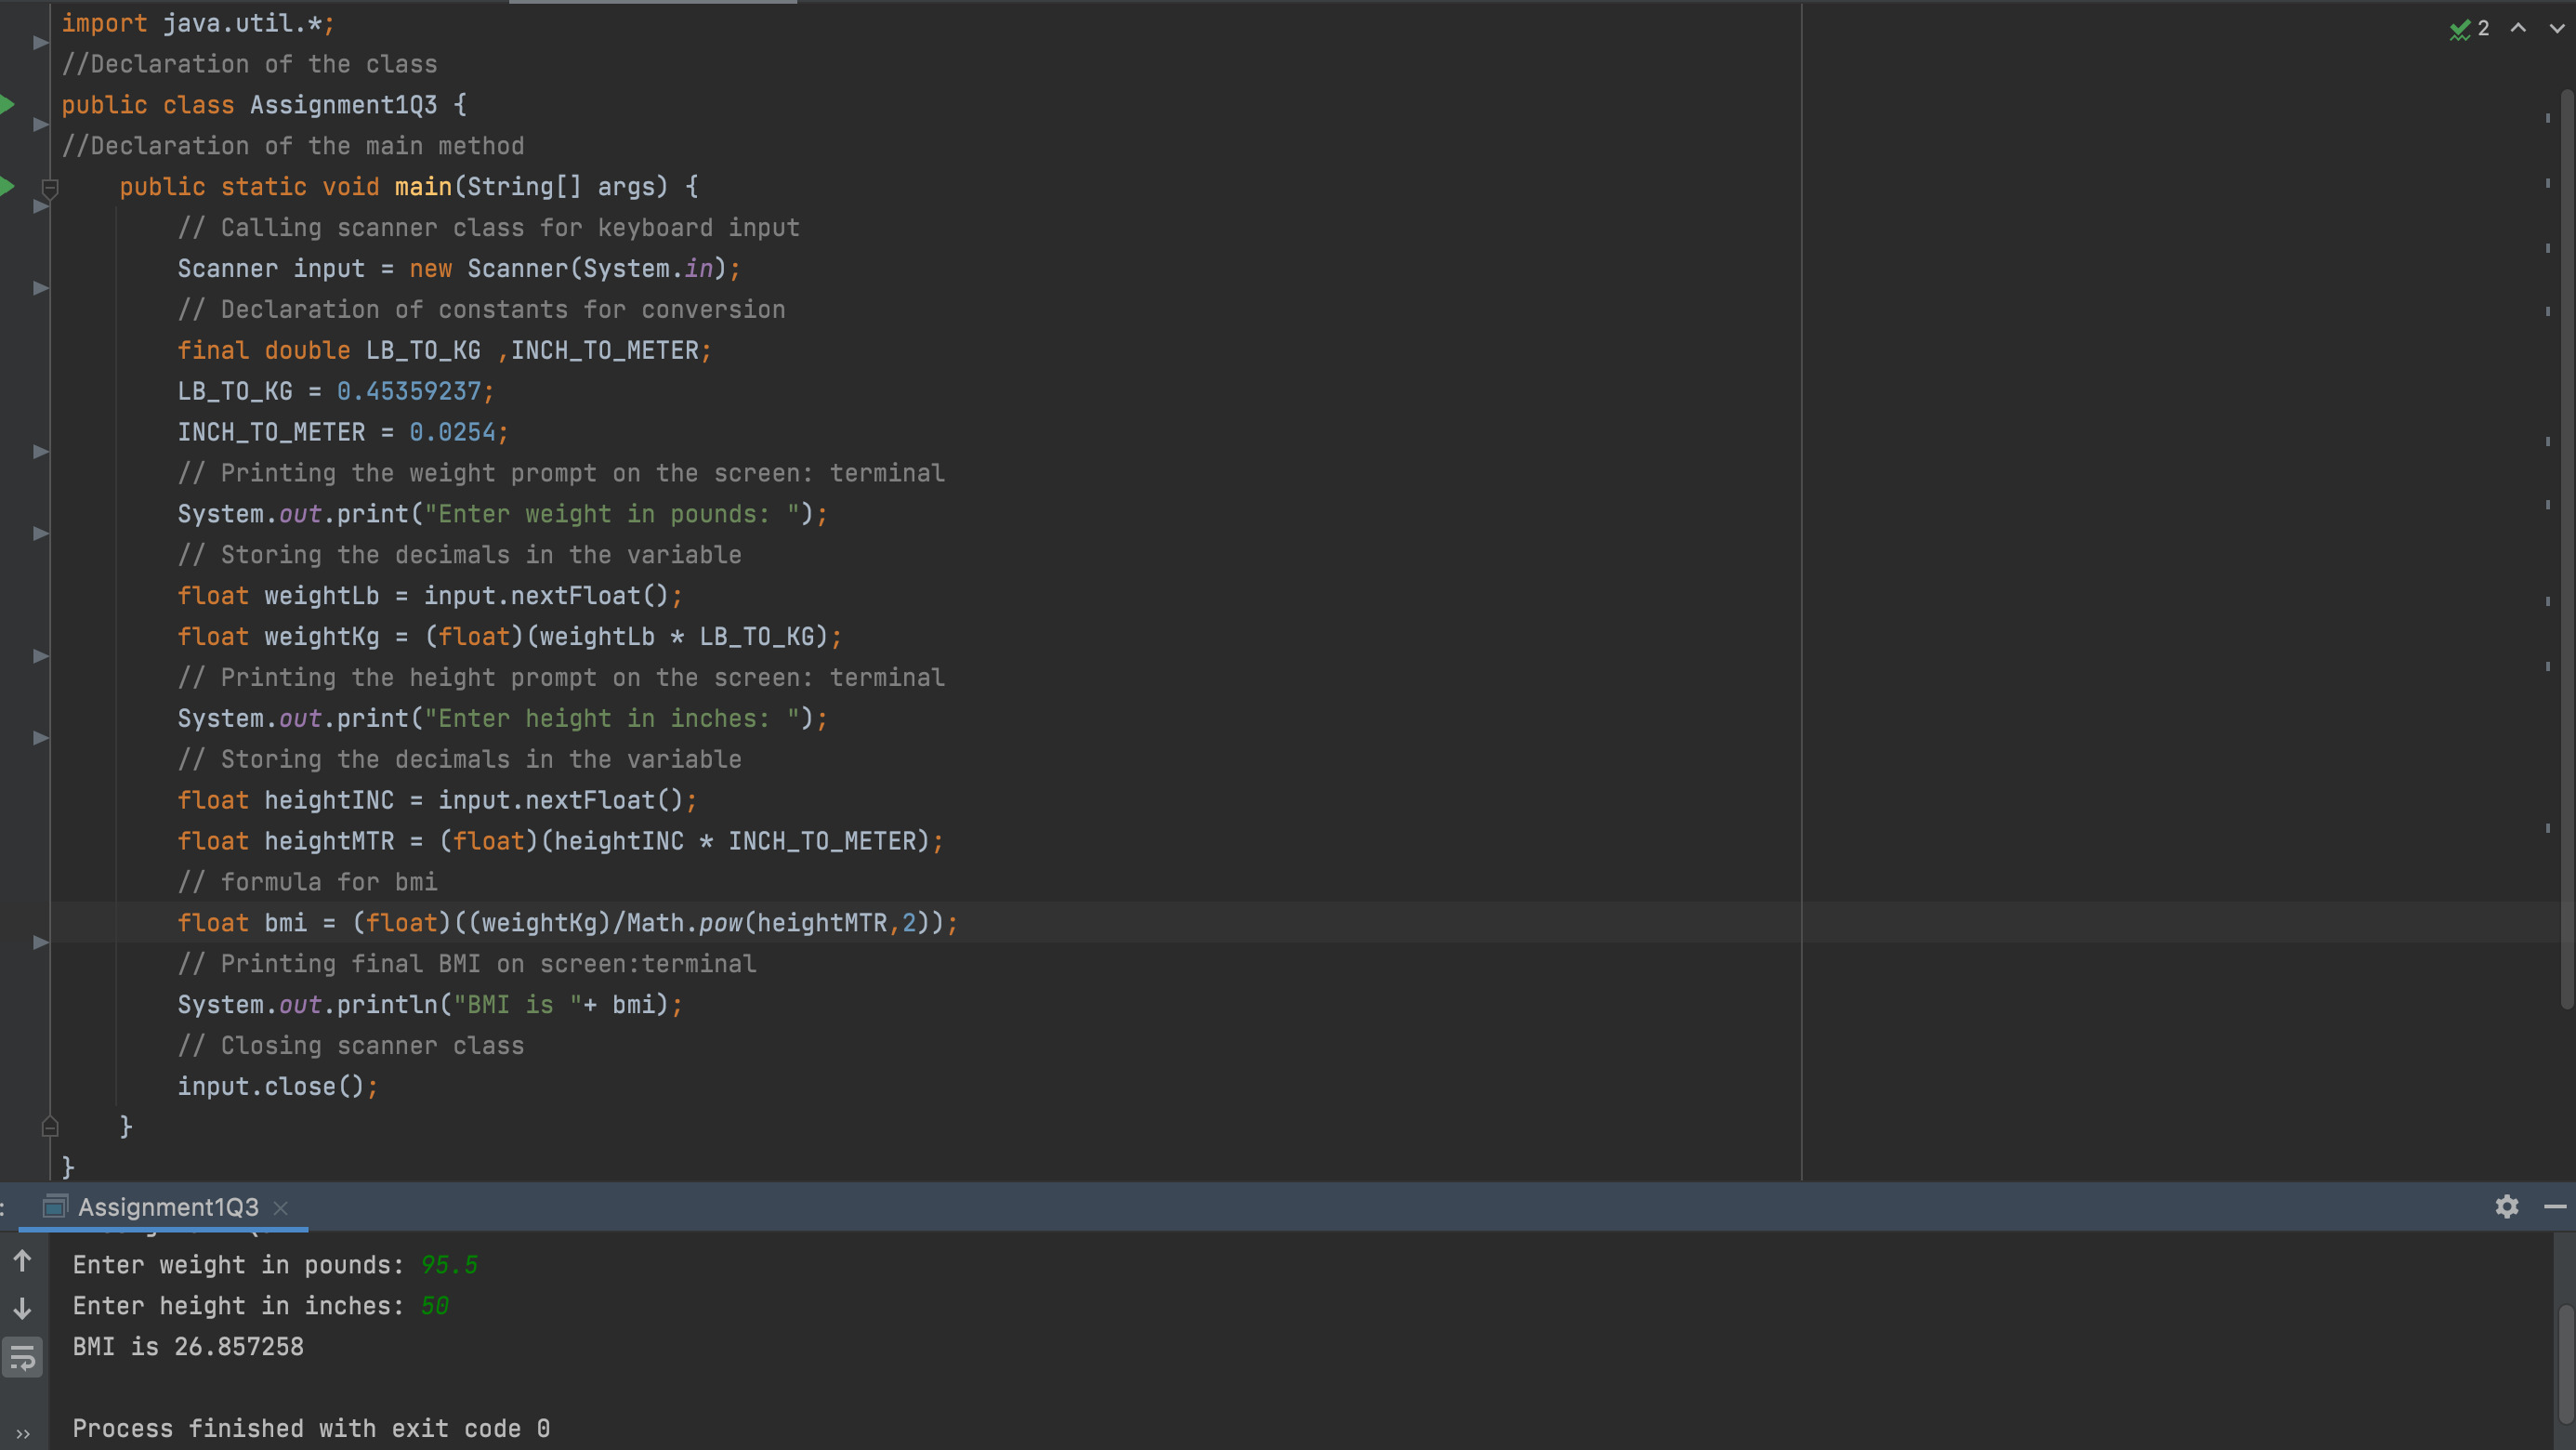 import java.util.*;
2
//Declaration of the class
public class Assignment1Q3 {
//Declaration of the main method
    public static void main(String[] args) {
        // Calling scanner class for keyboard input
        Scanner input = new Scanner(System.in);
        // Declaration of constants for conversion
        final double LB_TO_KG ,INCH_TO_METER;
        LB_TO_KG = 0.45359237;
        INCH_TO_METER = 0.0254;
        // Printing the weight prompt on the screen: terminal
        System.out.print("Enter weight in pounds: ");
        // Storing the decimals in the variable
        float weightLb = input.nextFloat();
        float weightKg = (float)(weightLb * LB_TO_KG);
        // Printing the height prompt on the screen: terminal
        System.out.print("Enter height in inches: ");
        // Storing the decimals in the variable
        float heightINC = input.nextFloat();
        float heightMTR = (float)(heightINC * INCH_TO_METER);
        // formula for bmi
        float bmi = (float)((weightKg)/Math.pow(heightMTR,2));
        // Printing final BMI on screen:terminal
        System.out.println("BMI is "+ bmi);
        // Closing scanner class
        input.close();
    }
}
: Assignment1Q3
Enter weight in pounds: 95.5
Enter height in inches: 50
BMI is 26.857258
Process finished with exit code 0